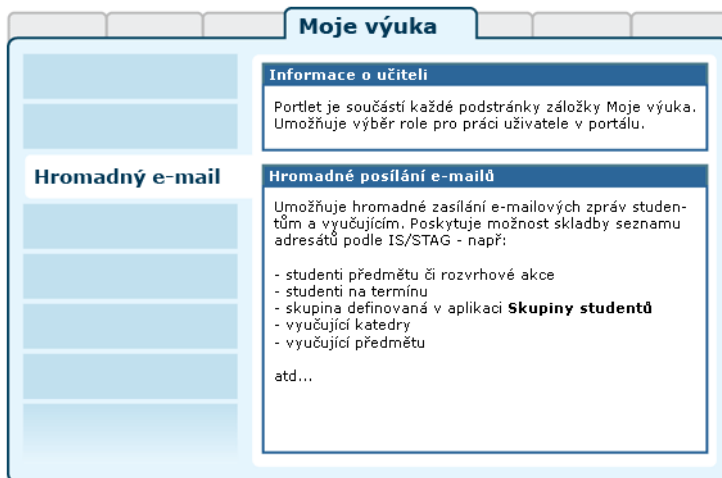 Moje výuka
Informace o učiteli
Portlet je součástí každé podstránky záložky Moje výuka.
Umožňuje výběr role pro práci uživatele v portálu.
Hromadný e-mail
Hromadné posílání e-mailů
Umožňuje hromadné zasílání e-mailových zpráv studen-
tům a vyučujícím. Poskytuje možnost skladby seznamu
adresátů podle IS/STAG - např:
- studenti předmětu či rozvrhové akce
- studenti na termínu
- skupina definovaná v aplikaci Skupiny studentů
- vyučující katedry
- vyučující předmětu
atd...